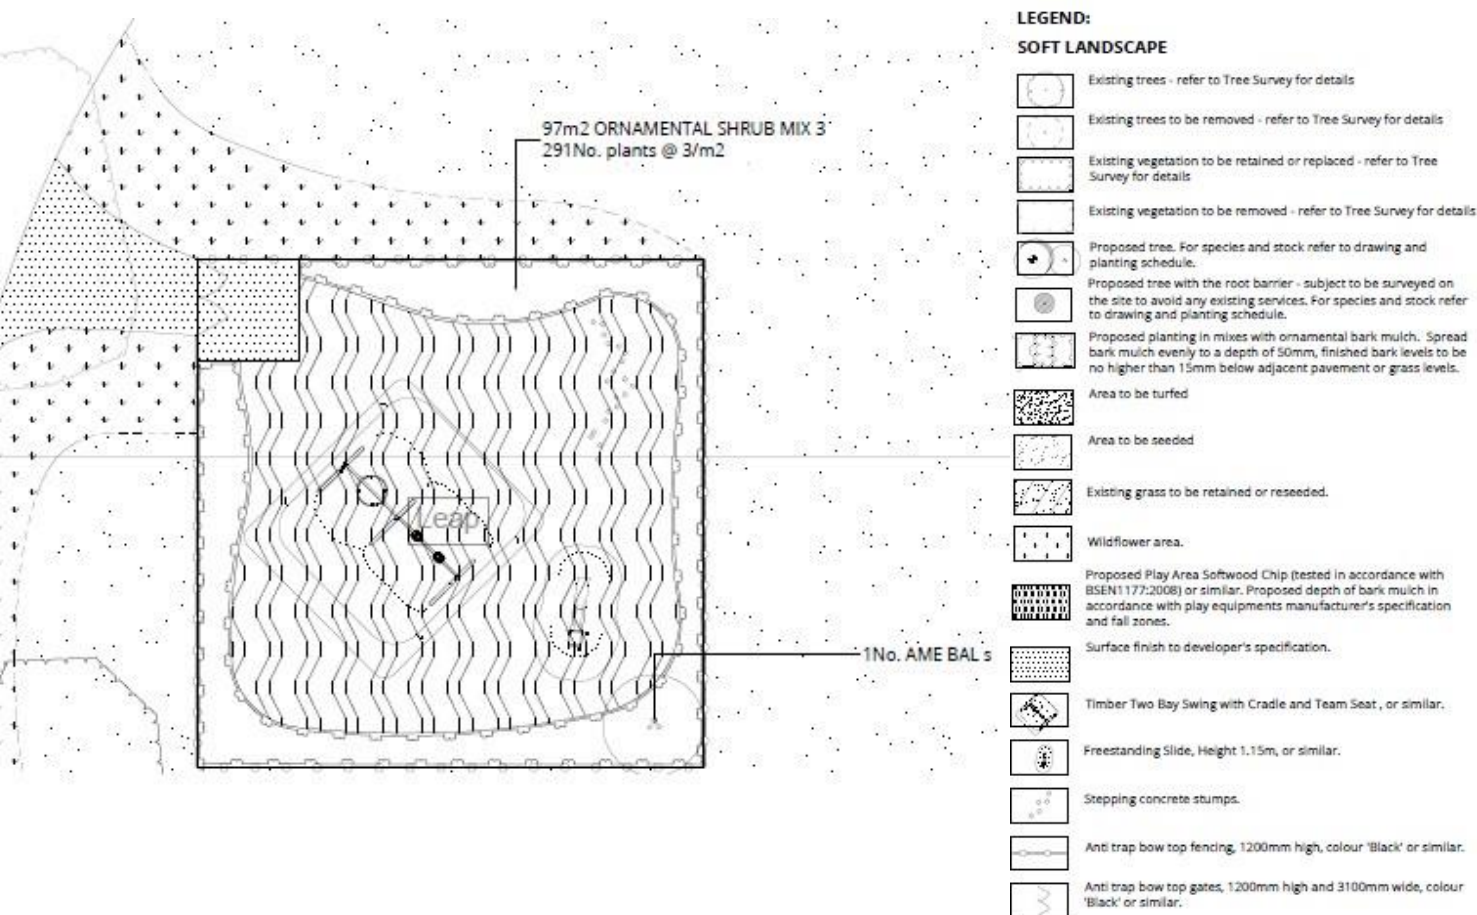 97m2 ORNAMENTAL SHRUB MIX 3
291No. plants @ 3/m2
Leap
1No. AME BAL s
LEGEND:
SOFT LANDSCAPE
Existing trees - refer to Tree Survey for details
Existing trees to be removed - refer to Tree Survey for details
Existing vegetation to be retained or replaced - refer to Tree
Survey for details
Existing vegetation to be removed - refer to Tree Survey for details
Proposed tree. For species and stock refer to drawing and
planting schedule.
Proposed tree with the root barrier - subject to be surveyed on
the site to avoid any existing services. For species and stock refer
to drawing and planting schedule.
Proposed planting in mixes with ornamental bark mulch. Spread
bark mulch evenly to a depth of 50mm, finished bark levels to be
no higher than 15mm below adjacent pavement or grass levels.
Area to be turfed
Area to be seeded
Existing grass to be retained or reseeded.
Wildflower area.
Proposed Play Area Softwood Chip (tested in accordance with
BSEN1177:2008) or similar. Proposed depth of bark mulch in
accordance with play equipments manufacturer's specification
and fall zones.
Surface finish to developer's specification.
Timber Two Bay Swing with Cradle and Team Seat , or similar.
Freestanding Slide, Height 1.15m, or similar.
Stepping concrete stumps.
Anti trap bow top fencing, 1200mm high, colour 'Black' or similar.
Anti trap bow top gates, 1200mm high and 3100mm wide, colour
'Black' or similar.